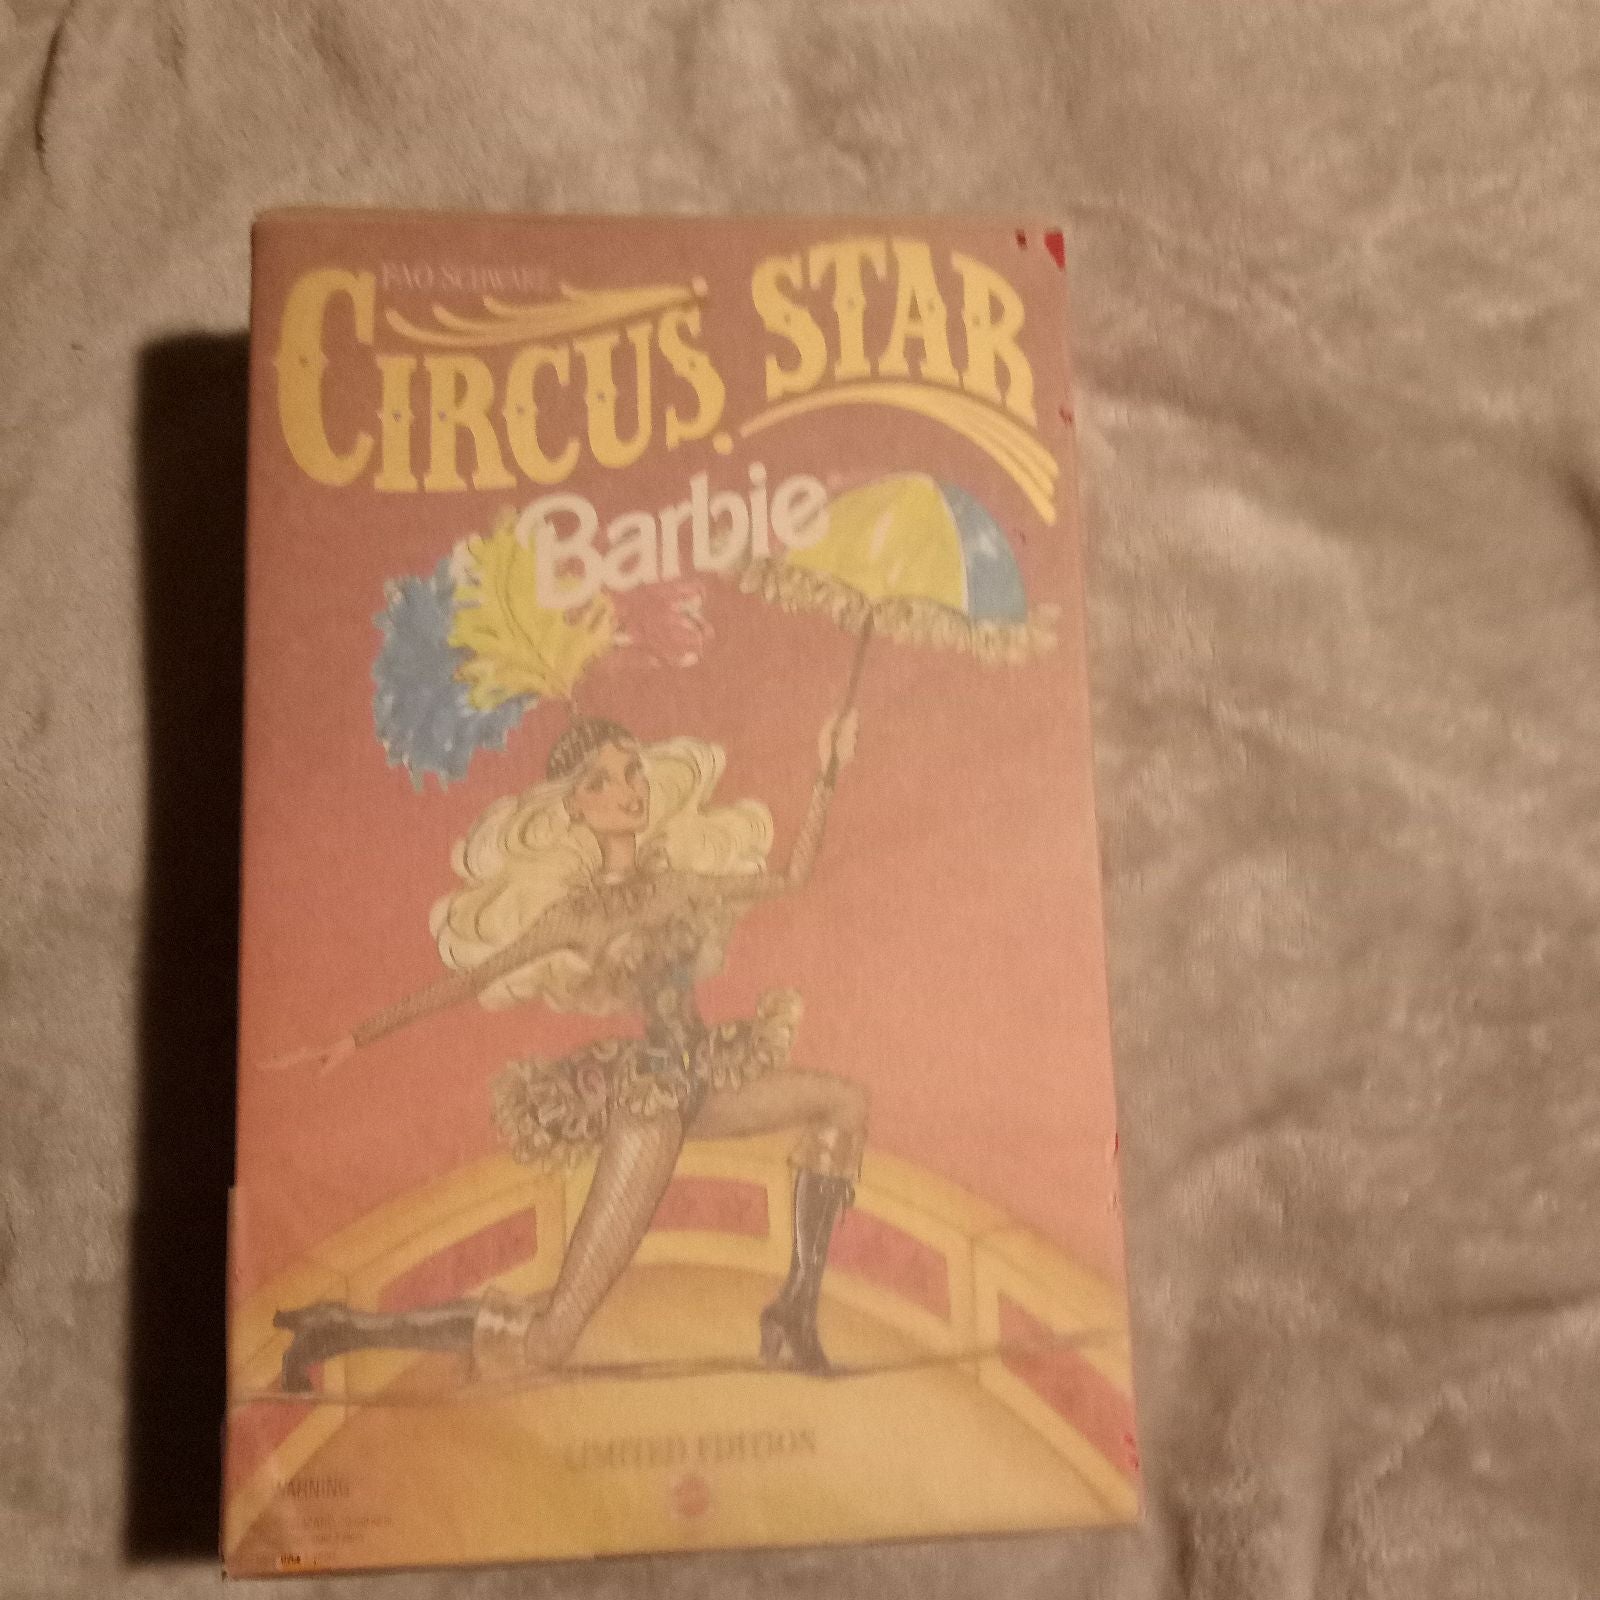 FAO SCHWARZ
CIRCUS STAR
Barbie
LIMITED EDITION
WARNING